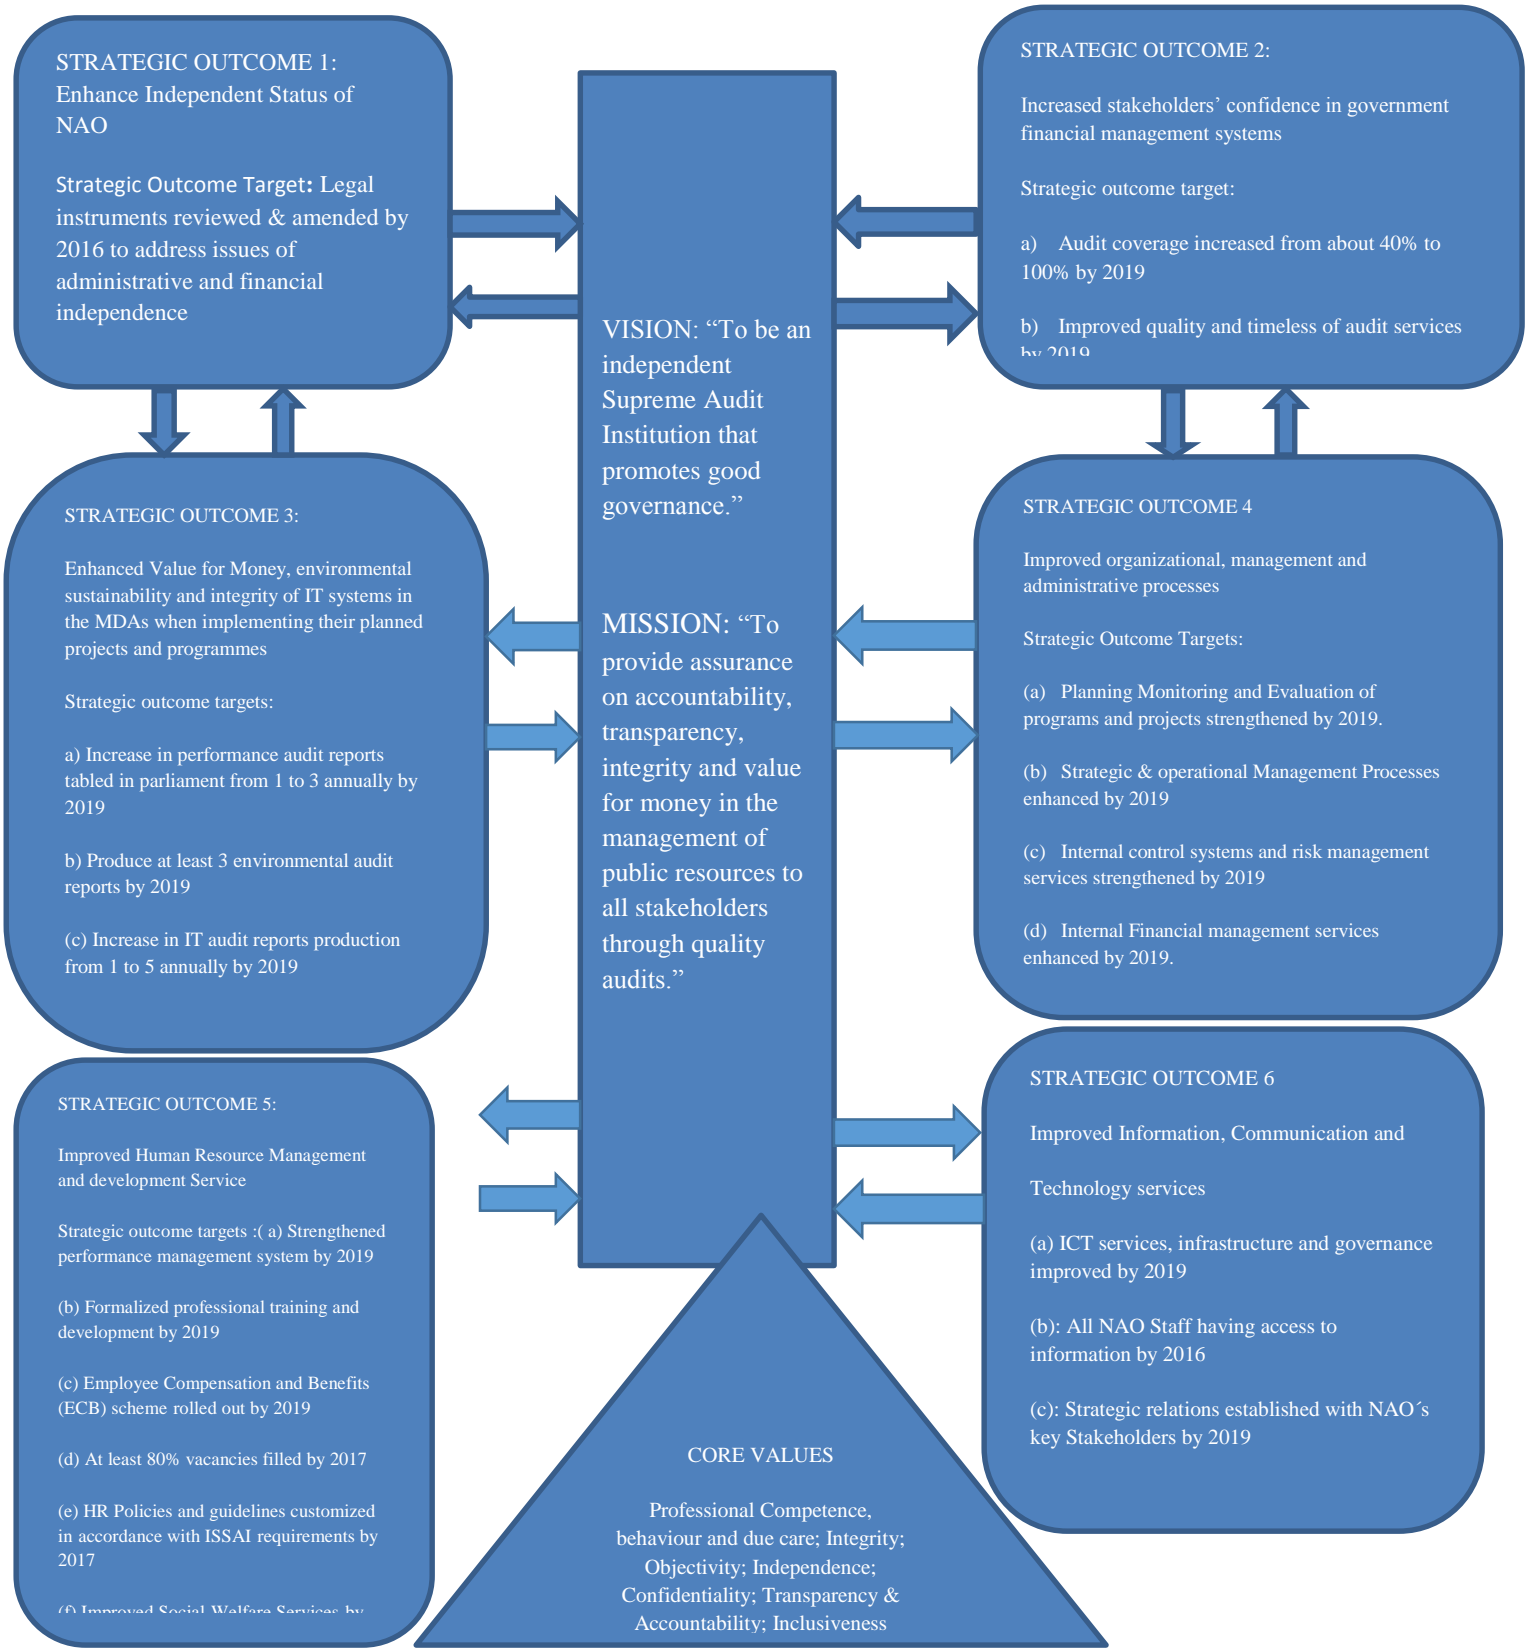 STRATEGIC OUTCOME 1:
Enhance Independent Status of
NAO
Strategic Outcome Target: Legal
instruments reviewed & amended by
2016 to address issues of
administrative and financial
independence
STRATEGIC OUTCOME 2:
Increased stakeholders’ confidence in government
financial management systems
Strategic outcome target:
a) Audit coverage increased from about 40% to
100% by 2019
b) Improved quality and timeless of audit services
by 2019
VISION: “To be an
independent
Supreme Audit
Institution that
promotes good
governance.”
MISSION: “To
provide assurance
on accountability,
transparency,
integrity and value
for money in the
management of
public resources to
all stakeholders
through quality
audits.”
STRATEGIC OUTCOME 3:
Enhanced Value for Money, environmental
sustainability and integrity of IT systems in
the MDAs when implementing their planned
projects and programmes
Strategic outcome targets:
a) Increase in performance audit reports
tabled in parliament from 1 to 3 annually by
2019
b) Produce at least 3 environmental audit
reports by 2019
(c) Increase in IT audit reports production
from 1 to 5 annually by 2019
STRATEGIC OUTCOME 4
Improved organizational, management and
administrative processes
Strategic Outcome Targets:
(a) Planning Monitoring and Evaluation of
programs and projects strengthened by 2019.
(b) Strategic & operational Management Processes
enhanced by 2019
(c) Internal control systems and risk management
services strengthened by 2019
(d) Internal Financial management services
enhanced by 2019.
STRATEGIC OUTCOME 5:
Improved Human Resource Management
and development Service
Strategic outcome targets :( a) Strengthened
performance management system by 2019
(b) Formalized professional training and
development by 2019
(c) Employee Compensation and Benefits
(ECB) scheme rolled out by 2019
(d) At least 80% vacancies filled by 2017
(e) HR Policies and guidelines customized
in accordance with ISSAI requirements by
2017
(f) Improved Social Welfare Services by
STRATEGIC OUTCOME 6
Improved Information, Communication and
Technology services
(a) ICT services, infrastructure and governance
improved by 2019
(b): All NAO Staff having access to
information by 2016
(c): Strategic relations established with NAO´s
key Stakeholders by 2019
CORE VALUES
Professional Competence,
behaviour and due care; Integrity;
Objectivity; Independence;
Confidentiality; Transparency &
Accountability; Inclusiveness